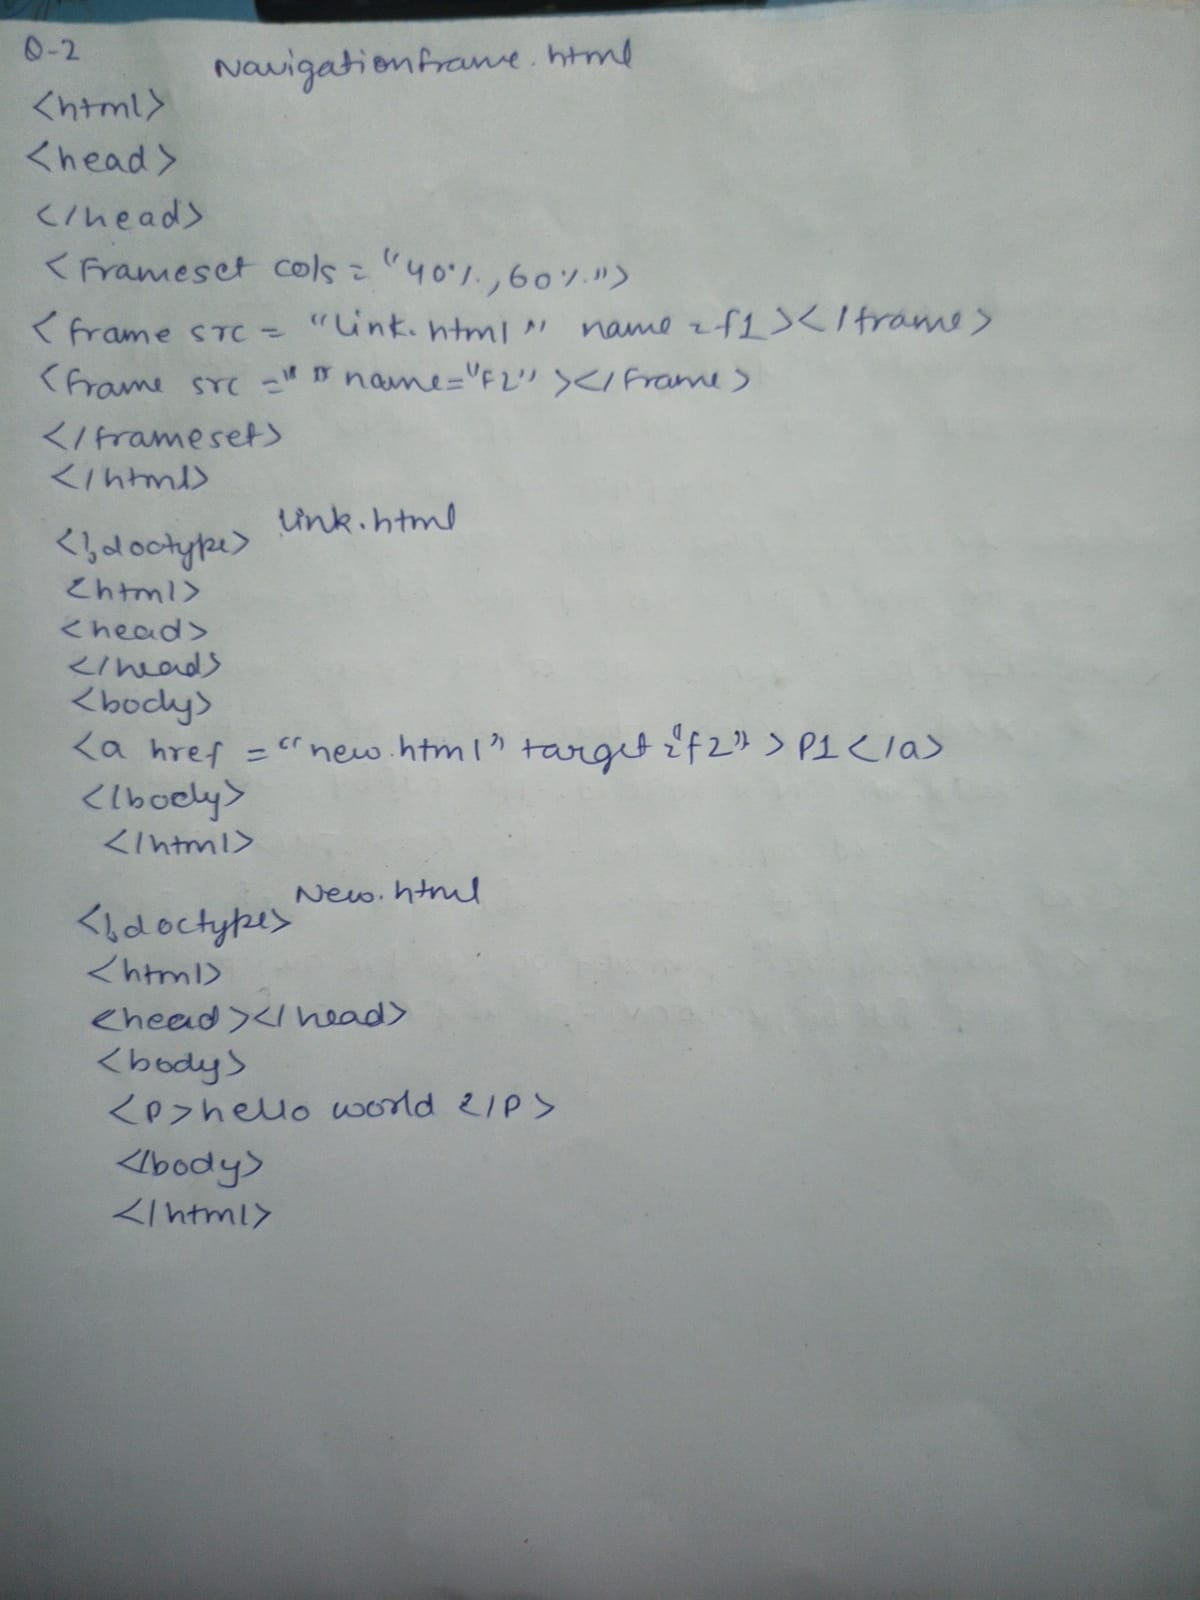 Q-2 Navigationframe.html
<html>
<head>
</head>
<Frameset cols="40%,60%">
<frame src="link.html" name=f1></frame>
<frame src=" " name="F2"></Frame>
</frameset>
</html>
link.html
<!doctype>
<html>
<head>
</head>
<body>
<a href="new.html" target="f2">P1</a>
</body>
</html>
New.html
<!doctype>
<html>
<head></head>
<body>
<P>hello world </P>
</body>
</html>